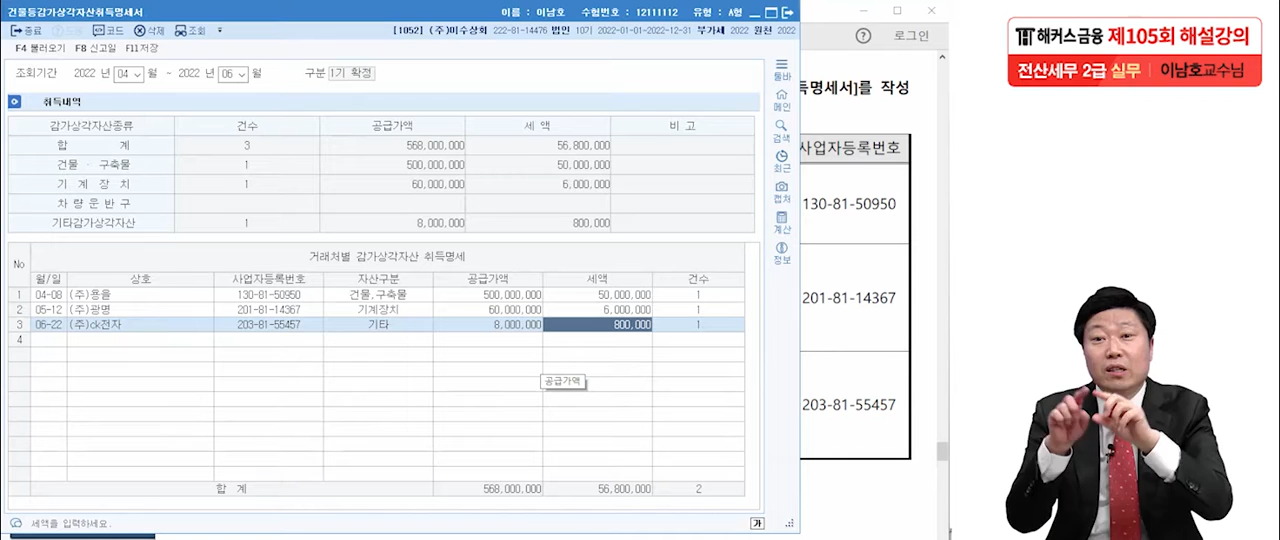 건물등감가상각자산취득명세서
이름 : 이남호 수험번호 : 12111112 유형 : A형
종료 코드 삭제 조회
[1052] (주)미수상회 222-81-14476 법인 10기 2022-01-01~2022-12-31 부가세 2022 원천 2022
F4 불러오기 F8 신고일 F11저장
조회기간 2022 년 04 월 ~ 2022 년 06 월 구분 1기 확정
취득내역
감가상각자산종류 건수 공급가액 세 액 비 고
합 계 3 568,000,000 56,800,000
건물 · 구축물 1 500,000,000 50,000,000
기 계 장 치 1 60,000,000 6,000,000
차 량 운 반 구
기타감가상각자산 1 8,000,000 800,000
No 거래처별 감가상각자산 취득명세
월/일 상호 사업자등록번호 자산구분 공급가액 세액 건수
1 04-08 (주)용을 130-81-50950 건물,구축물 500,000,000 50,000,000 1
2 05-12 (주)광명 201-81-14367 기계장치 60,000,000 6,000,000 1
3 06-22 (주)ck전자 203-81-55457 기타 8,000,000 800,000 1
4
공급가액
합 계 568,000,000 56,800,000 2
세액을 입력하세요.
가
툴바
메인
검색
최근
캡처
계산
정보
로그인
득명세서]를 작성
사업자등록번호
130-81-50950
201-81-14367
203-81-55457
해커스금융 제105회 해설강의
전산세무 2급 실무 | 이남호교수님